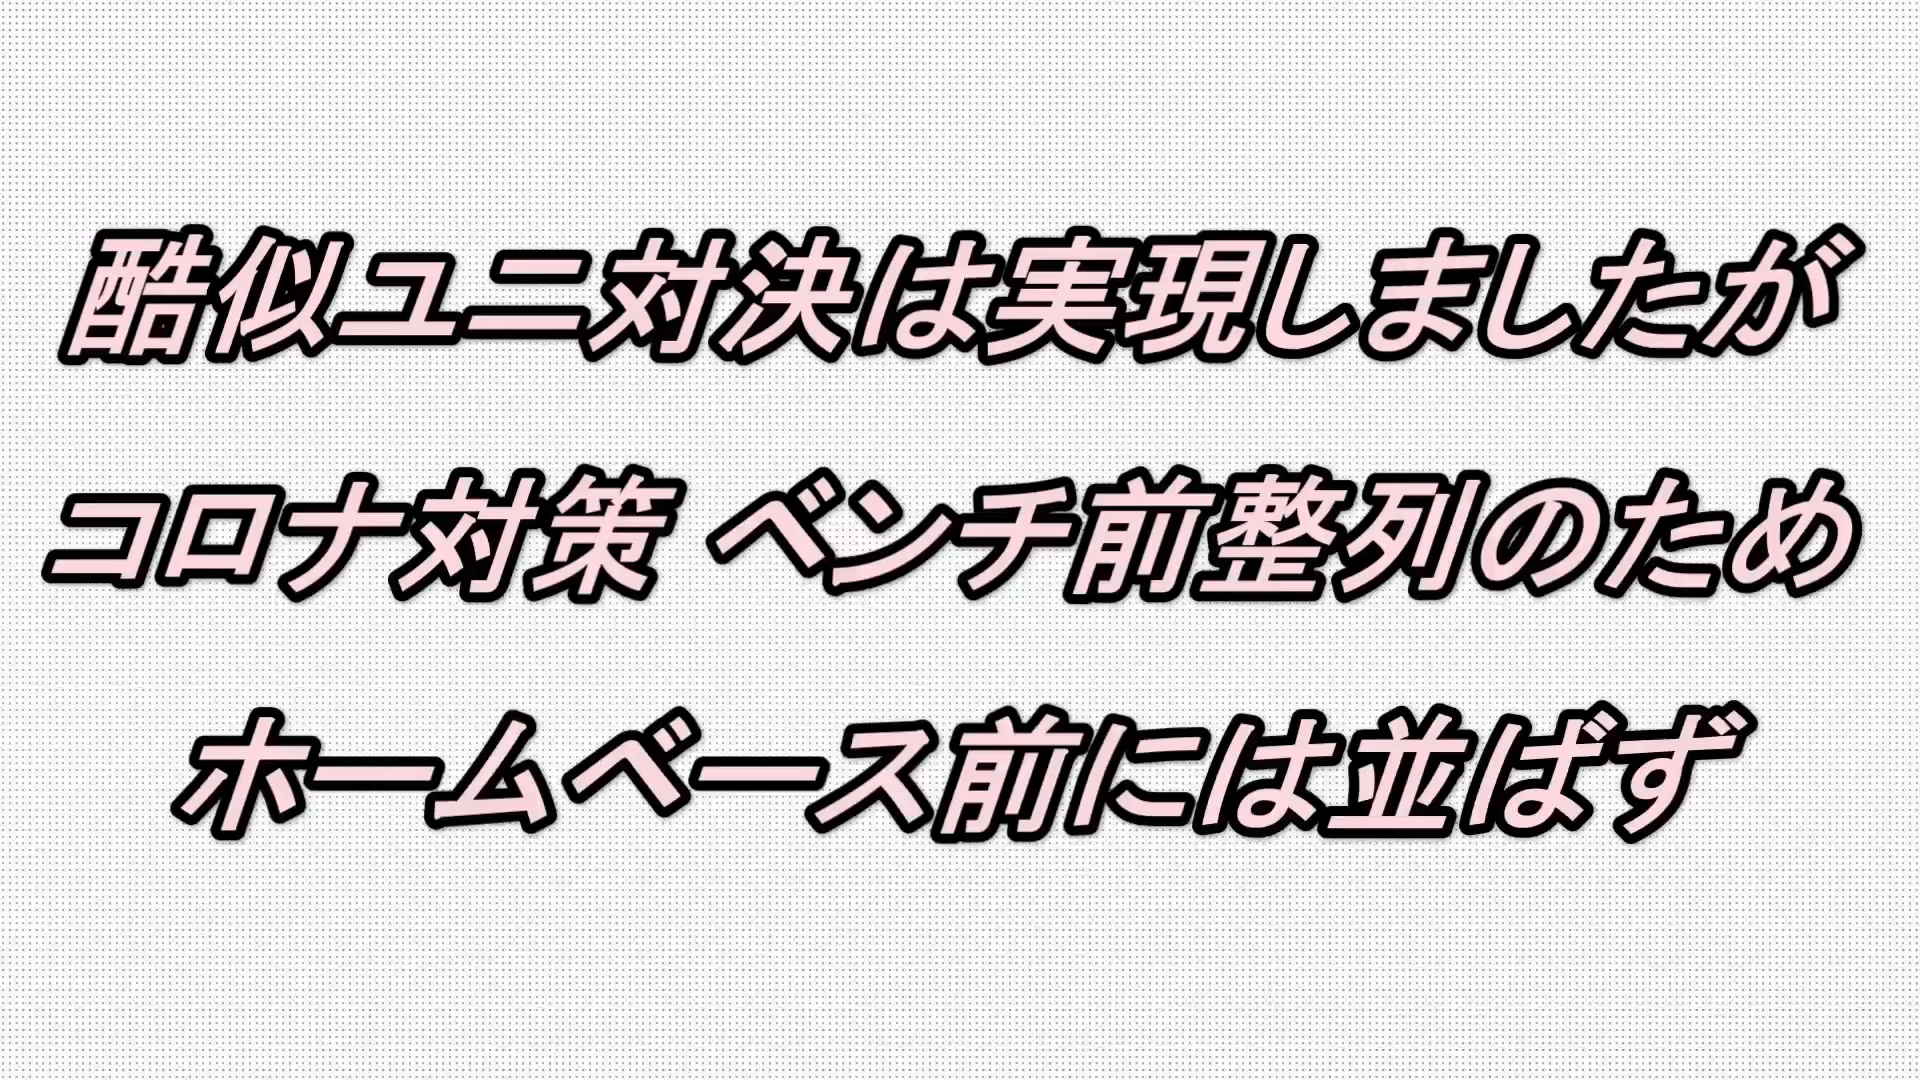 酷似ユニ対決は実現しましたが
コロナ対策 ベンチ前整列のため
ホームベース前には並ばず